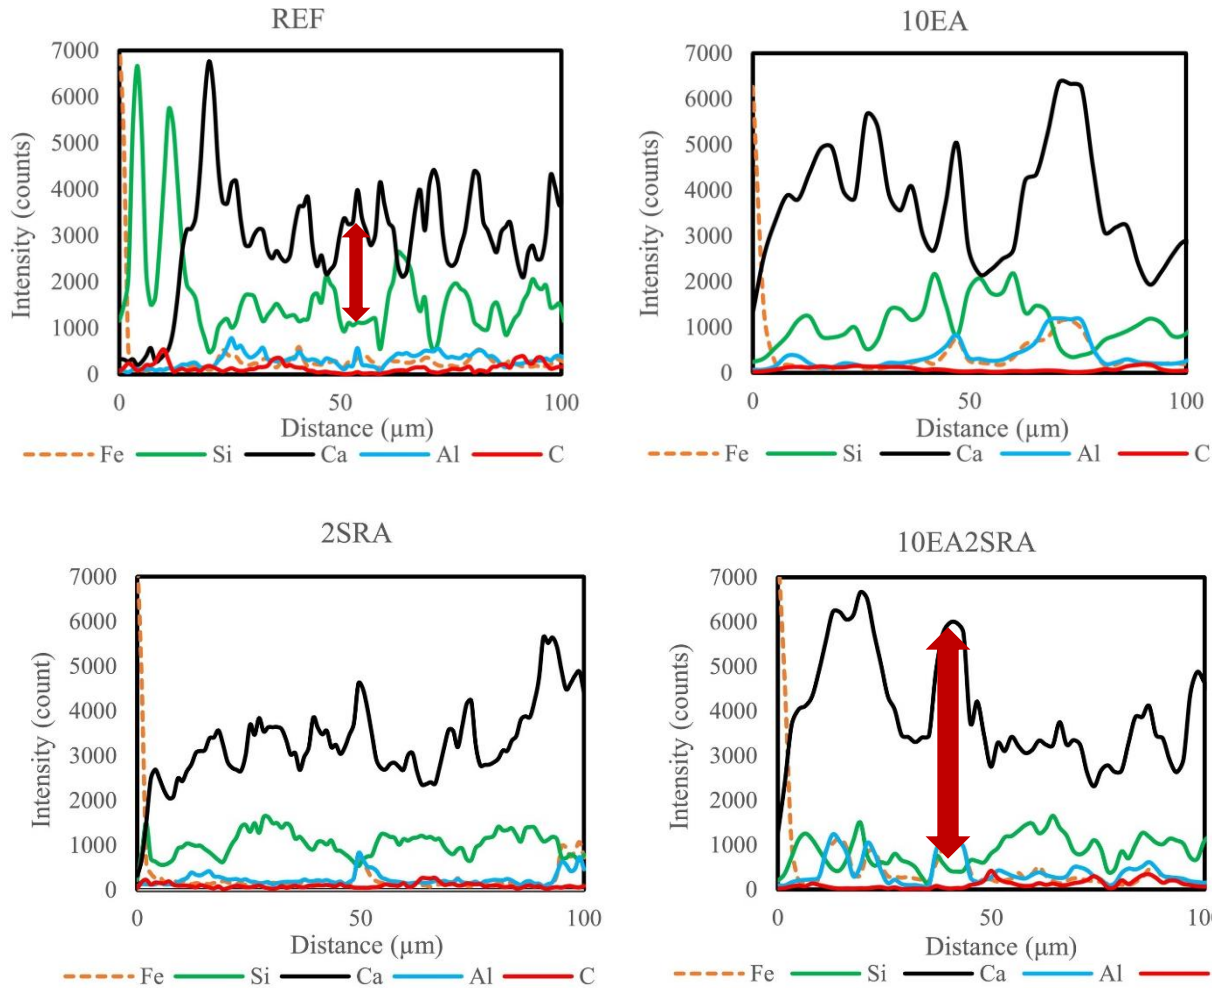 REF
7000
6000
5000
4000
3000
2000
1000
0
Intensity (counts)
0 50 100
Distance (µm)
Fe Si Ca Al C
10EA
7000
6000
5000
4000
3000
2000
1000
0
Intensity (counts)
0 50 100
Distance (µm)
Fe Si Ca Al C
2SRA
7000
6000
5000
4000
3000
2000
1000
0
Intensity (count)
0 50 100
Distance (µm)
Fe Si Ca Al C
10EA2SRA
7000
6000
5000
4000
3000
2000
1000
0
Intensity (counts)
0 50 100
Distance (µm)
Fe Si Ca Al